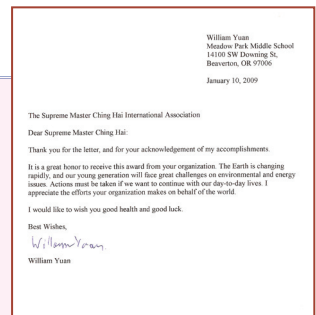 William Yuan
Meadow Park Middle School
14100 SW Downing St,
Beaverton, OR 97006
January 10, 2009
The Supreme Master Ching Hai International Association
Dear Supreme Master Ching Hai:
Thank you for the letter, and for your acknowledgement of my accomplishments.
It is a great honor to receive this award from your organization. The Earth is changing
rapidly, and our young generation will face great challenges on environmental and energy
issues. Actions must be taken if we want to continue with our day-to-day lives. I
appreciate the efforts your organization makes on behalf of the world.
I would like to wish you good health and good luck.
Best Wishes,
William Yuan
William Yuan